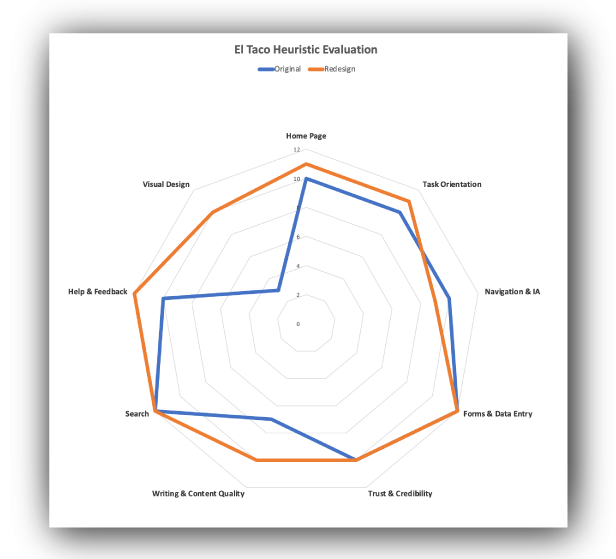 El Taco Heuristic Evaluation
Original Redesign
Home Page
12
Visual Design
Task Orientation
10
8
6
Help & Feedback
Navigation & IA
4
2
0
Search
Forms & Data Entry
Writing & Content Quality
Trust & Credibility